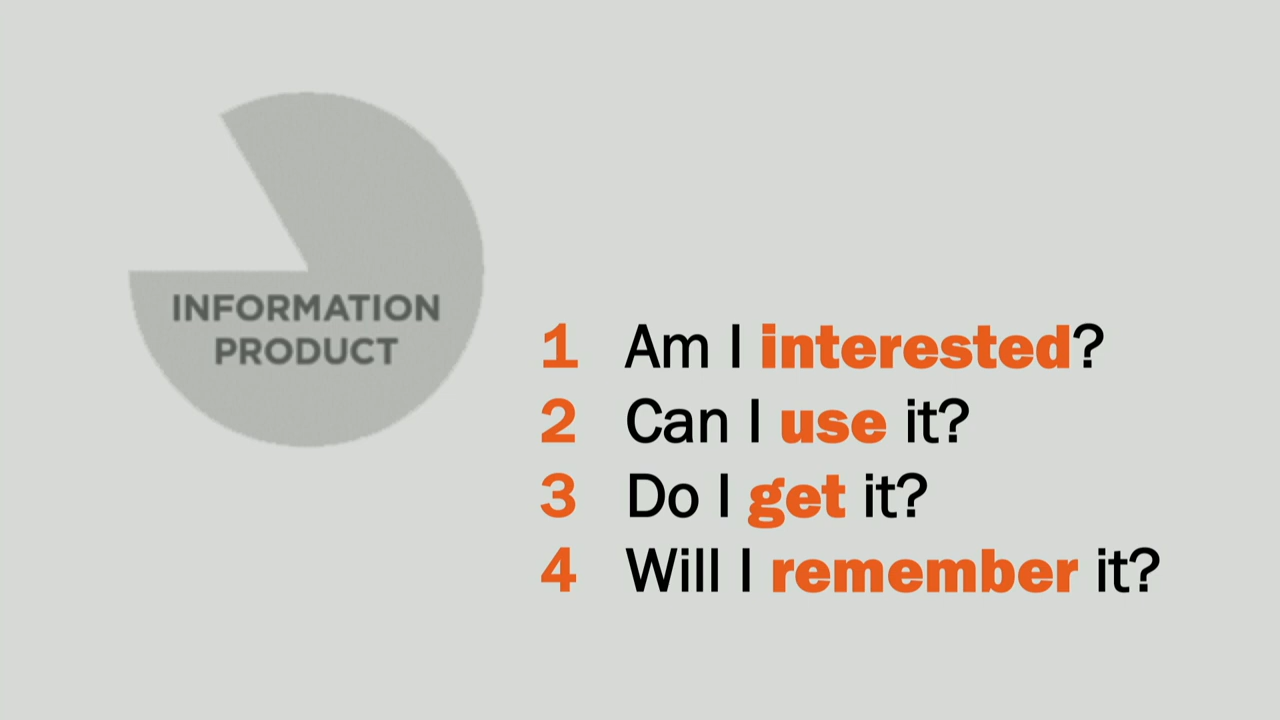 INFORMATION
PRODUCT
1 Am I interested?
2 Can I use it?
3 Do I get it?
4 Will I remember it?